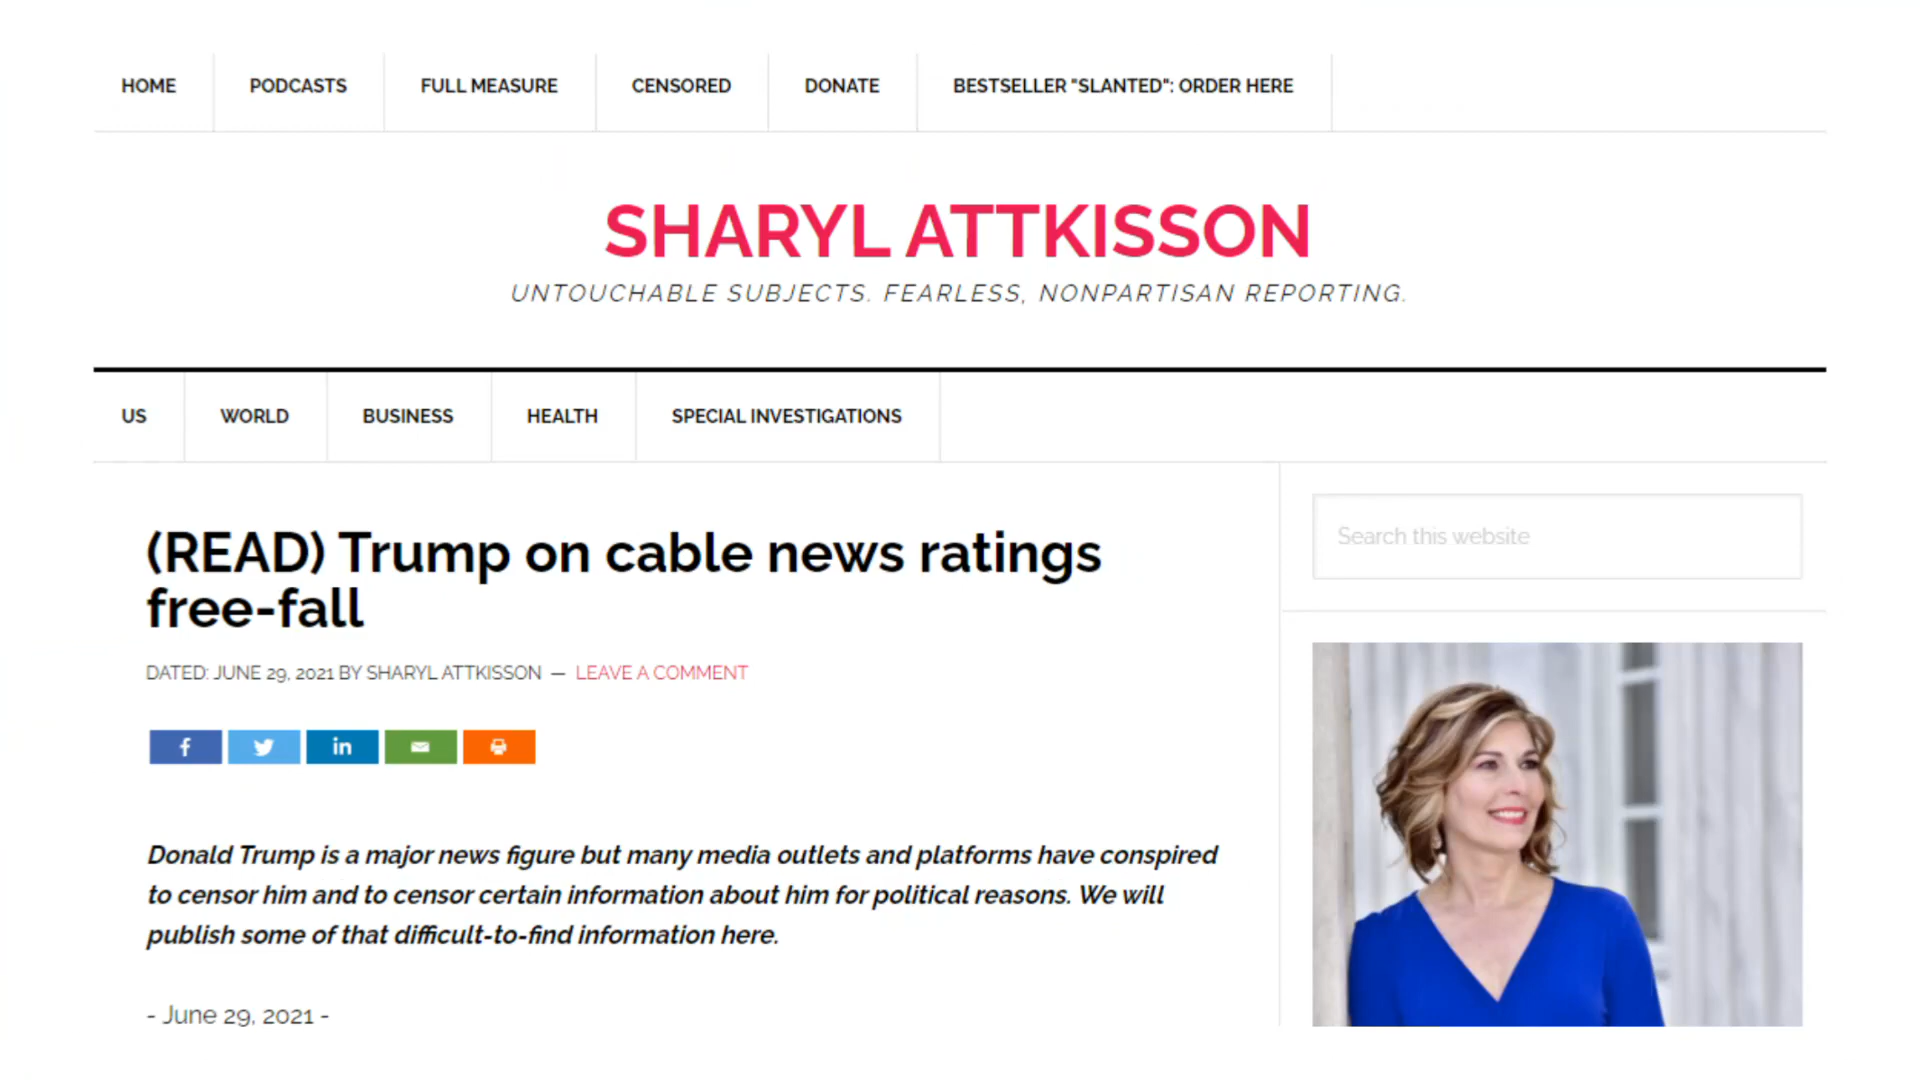 HOME PODCASTS FULL MEASURE CENSORED DONATE BESTSELLER "SLANTED": ORDER HERE
SHARYL ATTKISSON
UNTOUCHABLE SUBJECTS. FEARLESS, NONPARTISAN REPORTING.
US WORLD BUSINESS HEALTH SPECIAL INVESTIGATIONS
(READ) Trump on cable news ratings
free-fall
DATED: JUNE 29, 2021 BY SHARYL ATTKISSON — LEAVE A COMMENT
Donald Trump is a major news figure but many media outlets and platforms have conspired
to censor him and to censor certain information about him for political reasons. We will
publish some of that difficult-to-find information here.
- June 29, 2021 -
Search this website